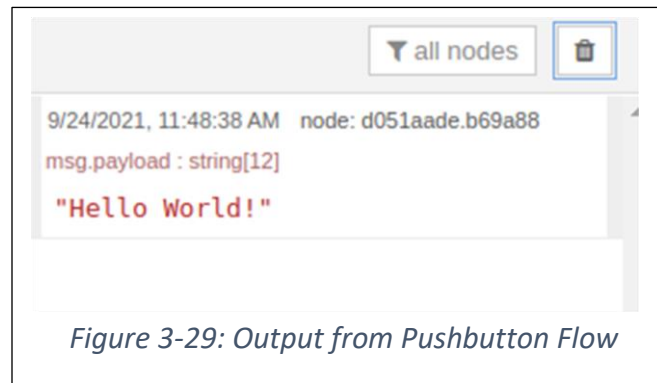 all nodes
9/24/2021, 11:48:38 AM node: d051aade.b69a88
msg.payload : string[12]
"Hello World!"
Figure 3-29: Output from Pushbutton Flow